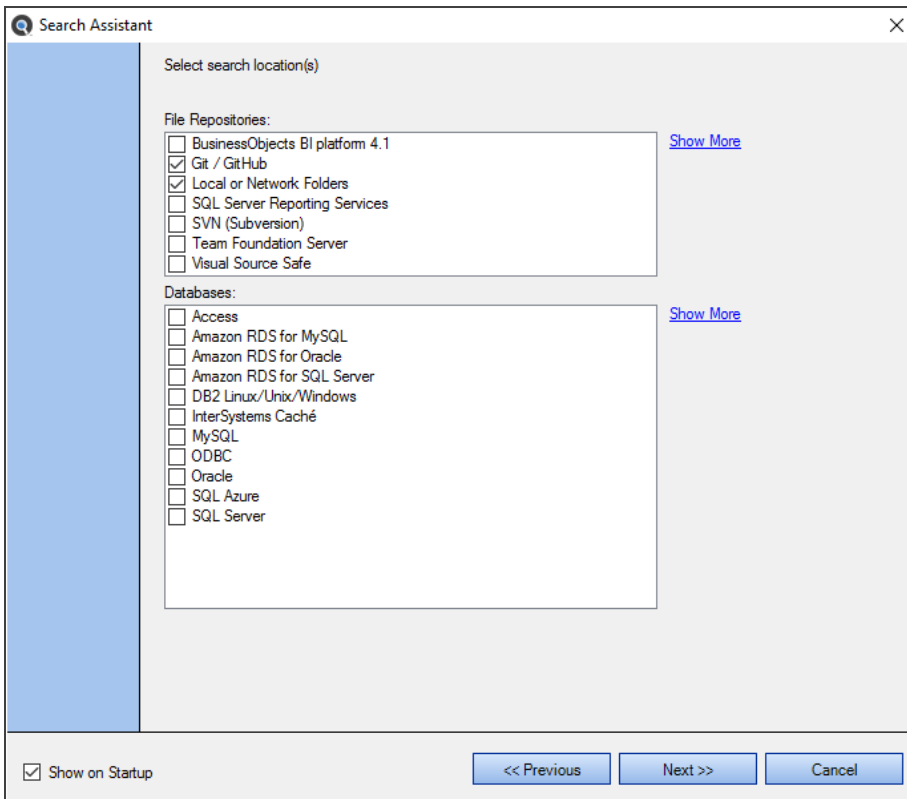 Search Assistant
Select search location(s)
File Repositories:
BusinessObjects BI platform 4.1
Show More
Git / GitHub
Local or Network Folders
SQL Server Reporting Services
SVN (Subversion)
Team Foundation Server
Visual Source Safe
Databases:
Access
Show More
Amazon RDS for MySQL
Amazon RDS for Oracle
Amazon RDS for SQL Server
DB2 Linux/Unix/Windows
InterSystems Caché
MySQL
ODBC
Oracle
SQL Azure
SQL Server
Show on Startup
<< Previous
Next >>
Cancel